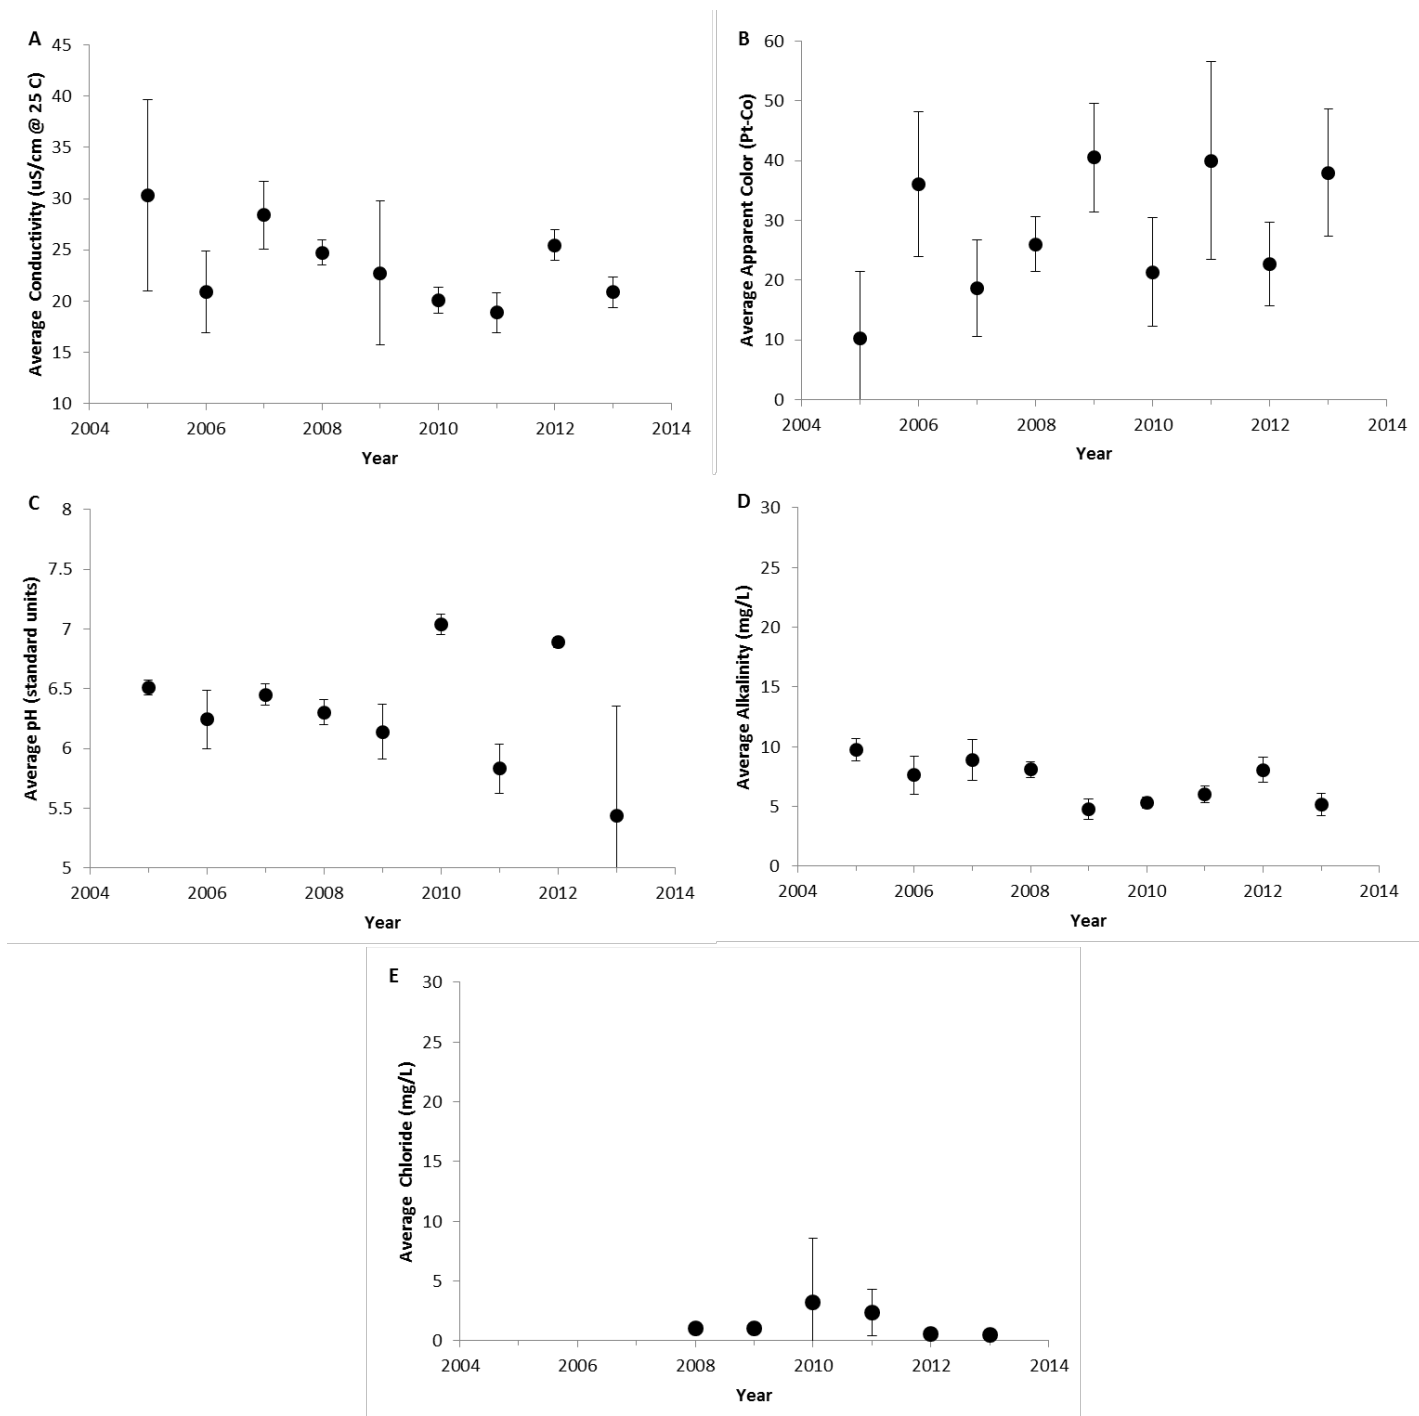 A
Average Conductivity (uS/cm @ 25 C)
45
40
35
30
25
20
15
10
2004 2006 2008 2010 2012 2014
Year
B
Average Apparent Color (Pt-Co)
60
50
40
30
20
10
0
2004 2006 2008 2010 2012 2014
Year
C
Average pH (standard units)
8
7.5
7
6.5
6
5.5
5
2004 2006 2008 2010 2012 2014
Year
D
Average Alkalinity (mg/L)
30
25
20
15
10
5
0
2004 2006 2008 2010 2012 2014
Year
E
Average Chloride (mg/L)
30
25
20
15
10
5
0
2004 2006 2008 2010 2012 2014
Year